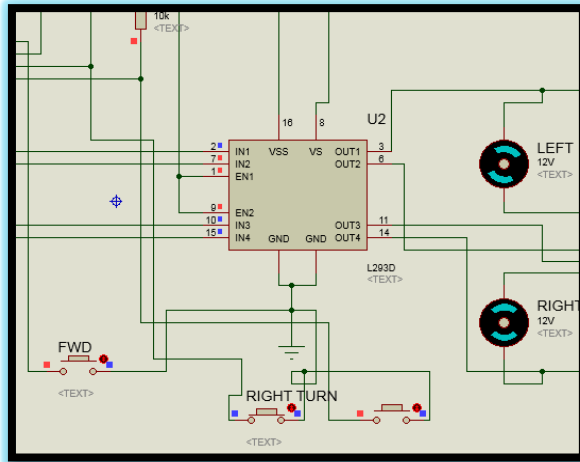 10k
<TEXT>
U2
16
8
VSS
VS
2
IN1
OUT1
3
7
IN2
OUT2
6
1
EN1
9
EN2
10
IN3
OUT3
11
15
IN4
OUT4
14
GND
GND
L293D
<TEXT>
LEFT
12V
<TEXT>
RIGHT
12V
<TEXT>
FWD
<TEXT>
RIGHT TURN
<TEXT>